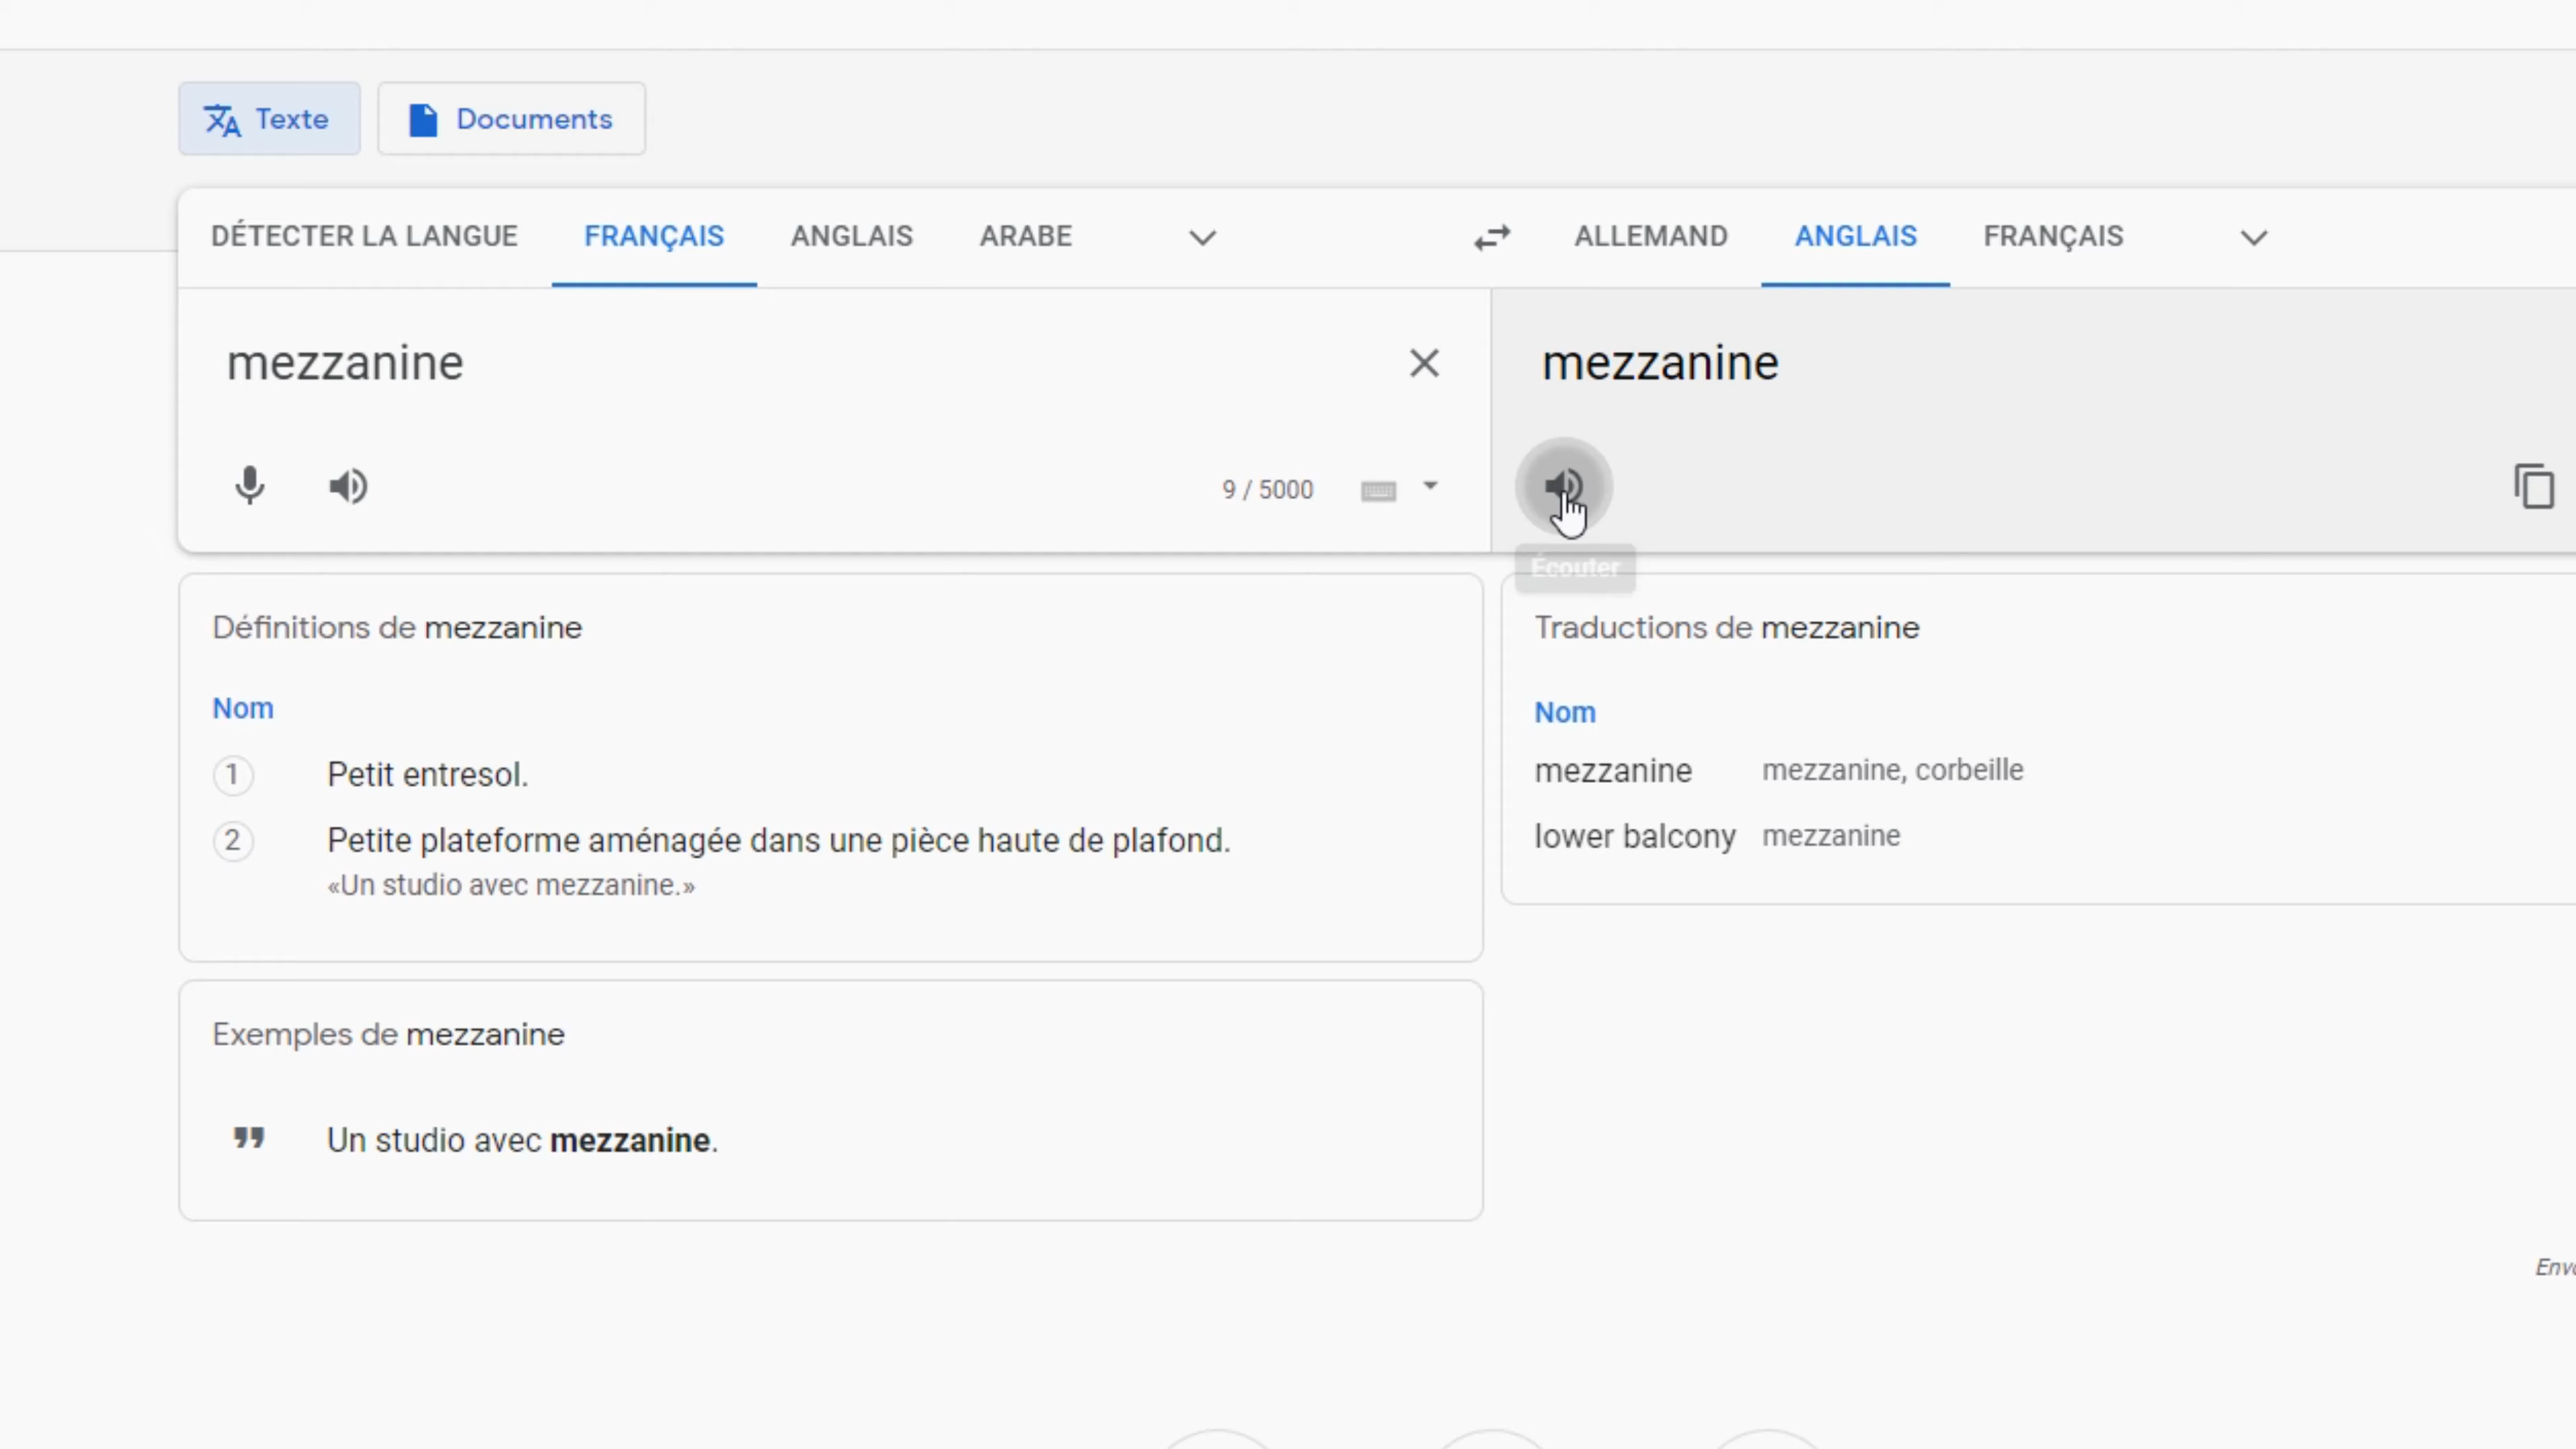 Texte
Documents
DÉTECTER LA LANGUE
FRANÇAIS
ANGLAIS
ARABE
ALLEMAND
ANGLAIS
FRANÇAIS
mezzanine
mezzanine
9 / 5000
Écouter
Définitions de mezzanine
Nom
1 Petit entresol.
2 Petite plateforme aménagée dans une pièce haute de plafond.
«Un studio avec mezzanine.»
Traductions de mezzanine
Nom
mezzanine mezzanine, corbeille
lower balcony mezzanine
Exemples de mezzanine
Un studio avec mezzanine.